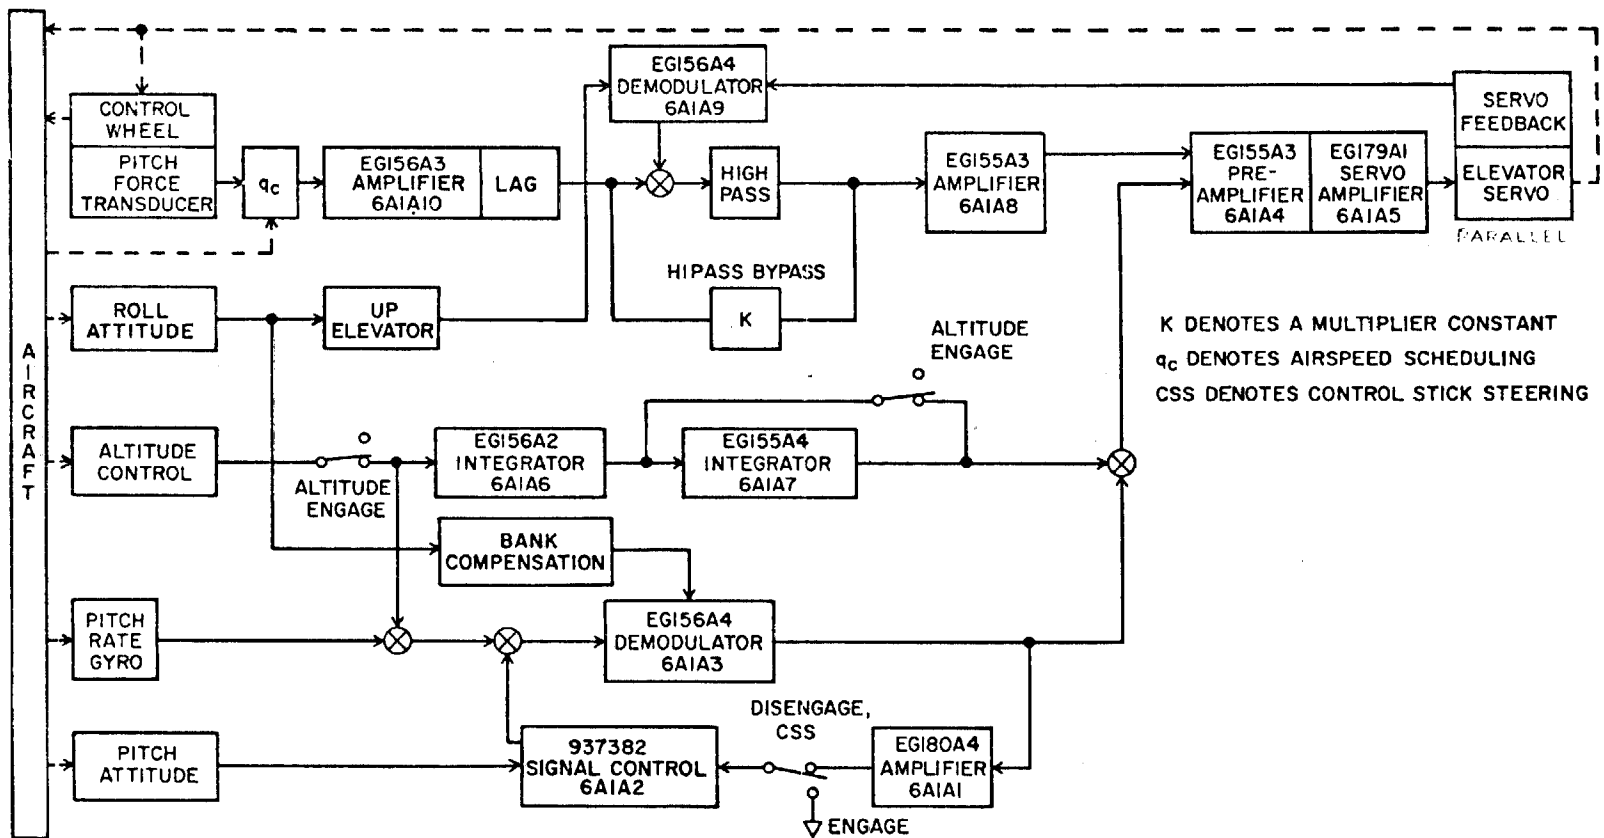 EG156A4
DEMODULATOR
6A1A9
SERVO
FEEDBACK
CONTROL
WHEEL
PITCH
FORCE
TRANSDUCER
qc
EG156A3
AMPLIFIER
6A1A10
LAG
HIGH
PASS
EG155A3
AMPLIFIER
6A1A8
EG155A3
PRE-
AMPLIFIER
6A1A4
EG179A1
SERVO
AMPLIFIER
6A1A5
ELEVATOR
SERVO
PARALLEL
HIPASS BYPASS
K
ROLL
ATTITUDE
UP
ELEVATOR
ALTITUDE
ENGAGE
K DENOTES A MULTIPLIER CONSTANT
qc DENOTES AIRSPEED SCHEDULING
CSS DENOTES CONTROL STICK STEERING
AIRCRAFT
ALTITUDE
CONTROL
ALTITUDE
ENGAGE
EG156A2
INTEGRATOR
6A1A6
EG155A4
INTEGRATOR
6A1A7
BANK
COMPENSATION
PITCH
RATE
GYRO
EG156A4
DEMODULATOR
6A1A3
DISENGAGE,
CSS
PITCH
ATTITUDE
937382
SIGNAL CONTROL
6A1A2
EG180A4
AMPLIFIER
6A1A1
ENGAGE